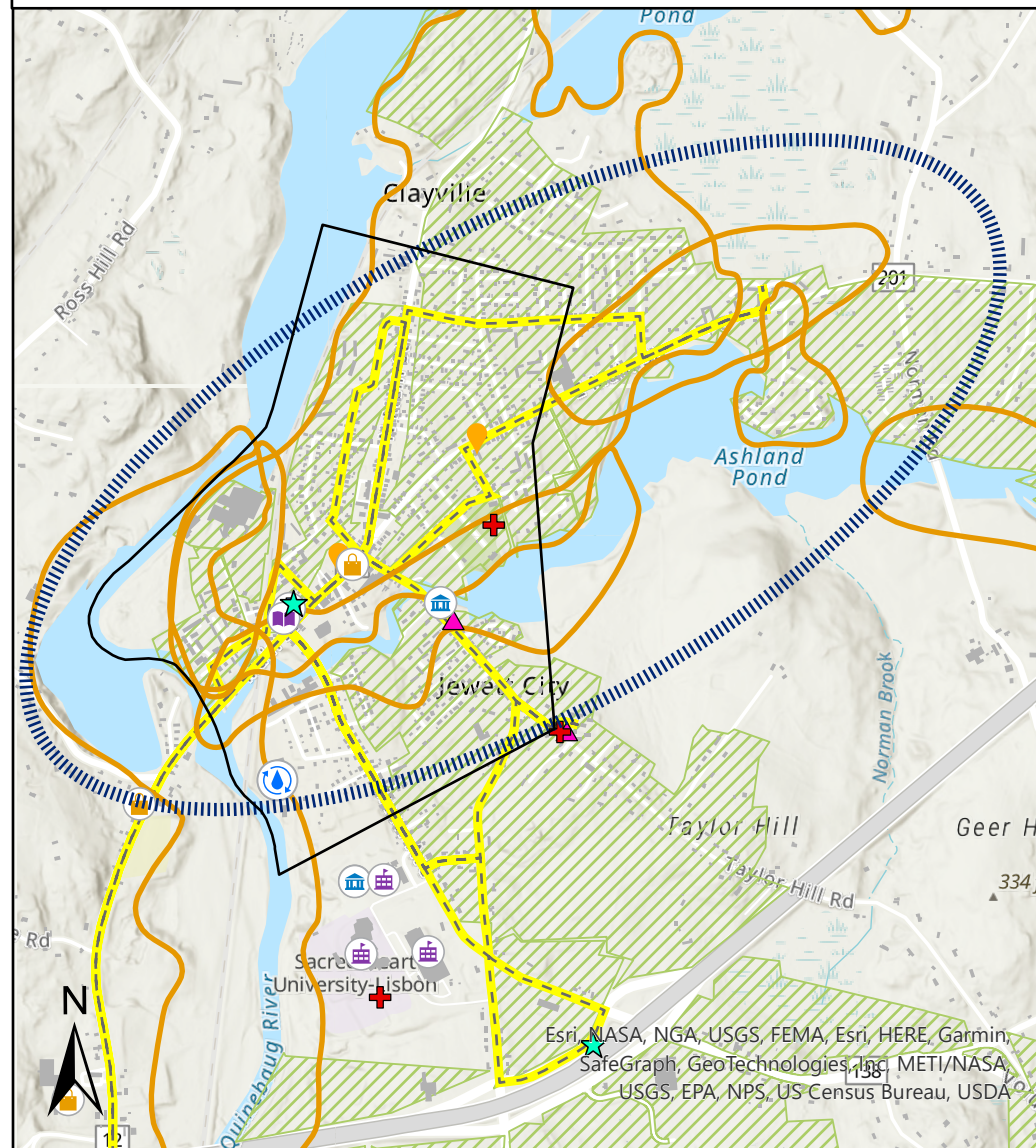 Pond
Clayville
Ross Hill Rd
201
Norman Rd
Ashland
Pond
Jewett City
Norman Brook
Taylor Hill
Geer H
Taylor Hill Rd
334
e Rd
Sacred Heart
University-Lisbon
N
Quinebaug River
Esri, NASA, NGA, USGS, FEMA, Esri, HERE, Garmin,
SafeGraph, GeoTechnologies, Inc, METI/NASA,
USGS, EPA, NPS, US Census Bureau, USDA
138
12